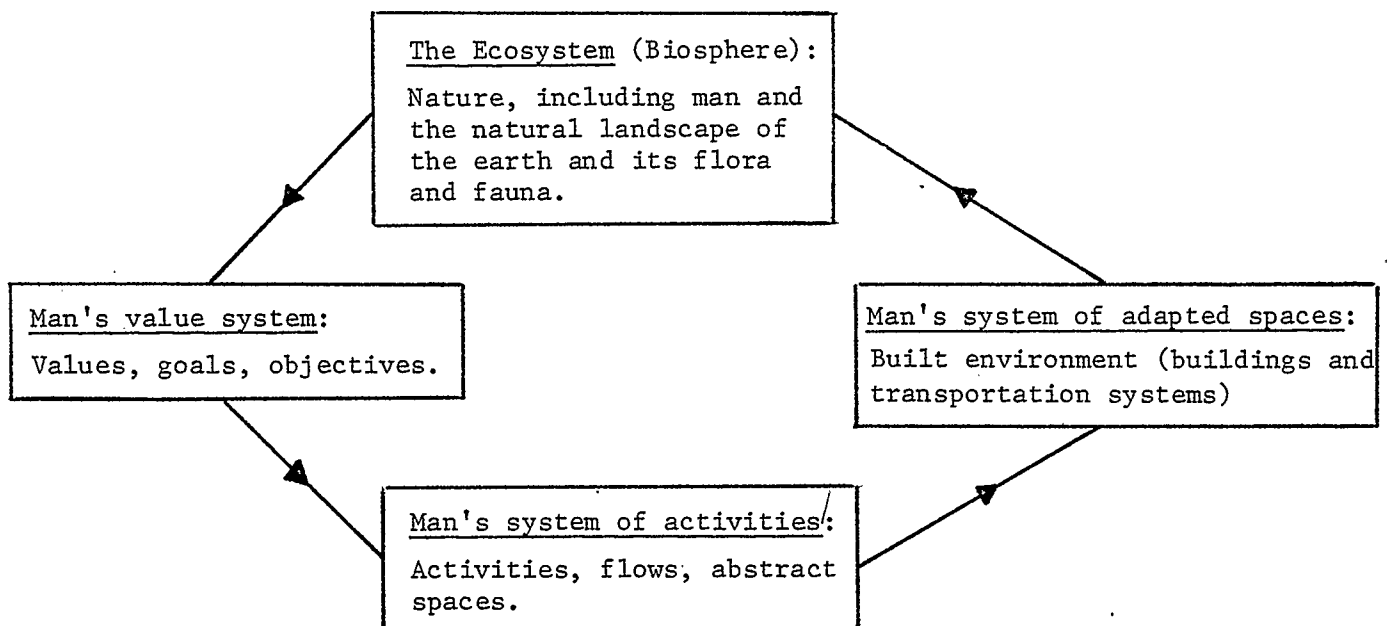 The Ecosystem (Biosphere):
Nature, including man and
the natural landscape of
the earth and its flora
and fauna.
Man's value system:
Values, goals, objectives.
Man's system of adapted spaces:
Built environment (buildings and
transportation systems)
Man's system of activities:
Activities, flows, abstract
spaces.